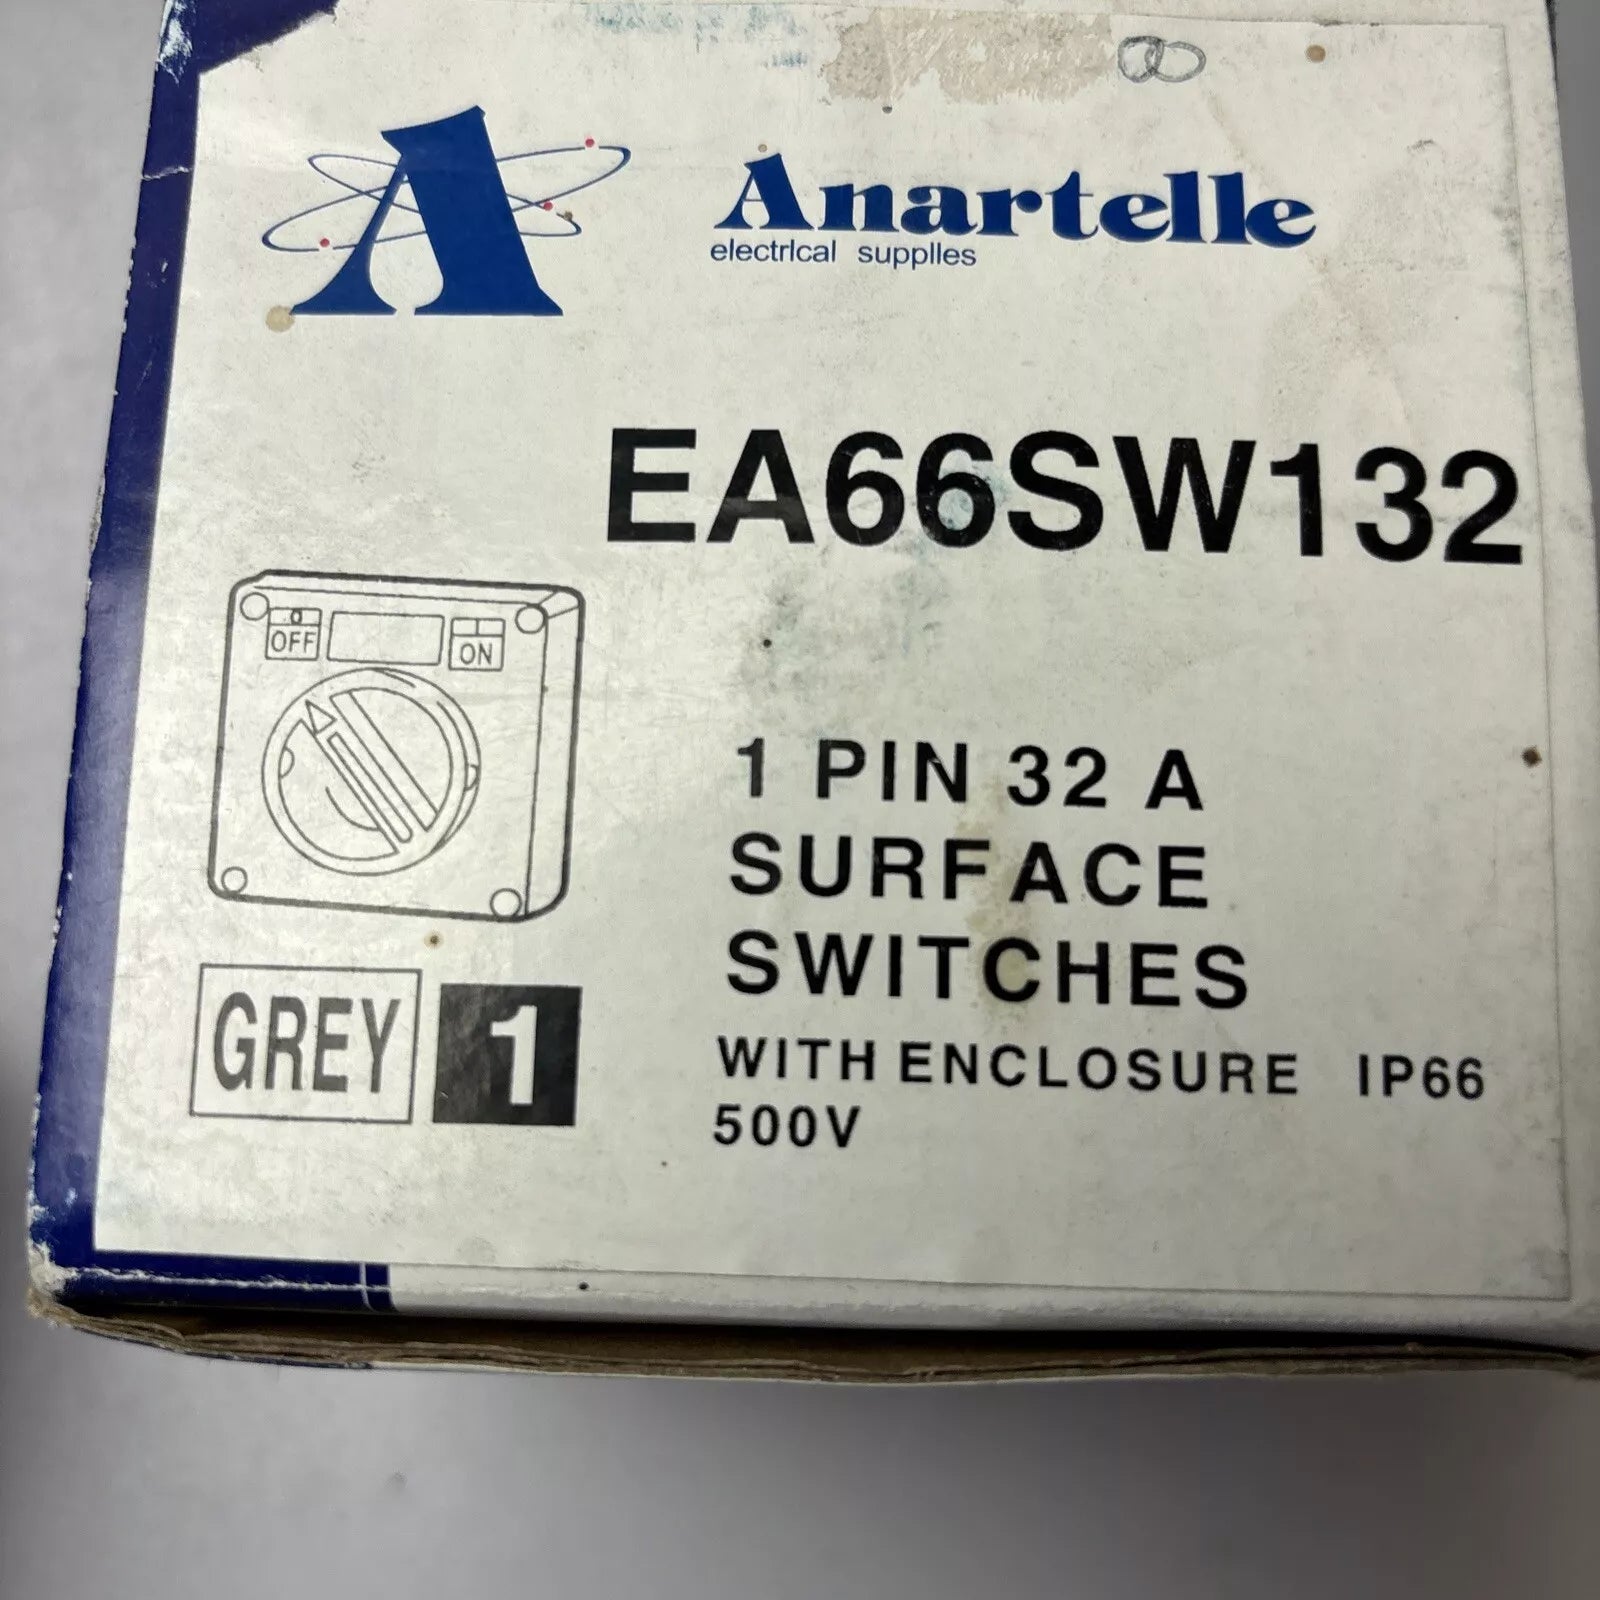 A
Anartelle
electrical supplies
EA66SW132
O
OFF
I
ON
1 PIN 32 A
SURFACE
SWITCHES
WITH ENCLOSURE IP66
500V
GREY 1